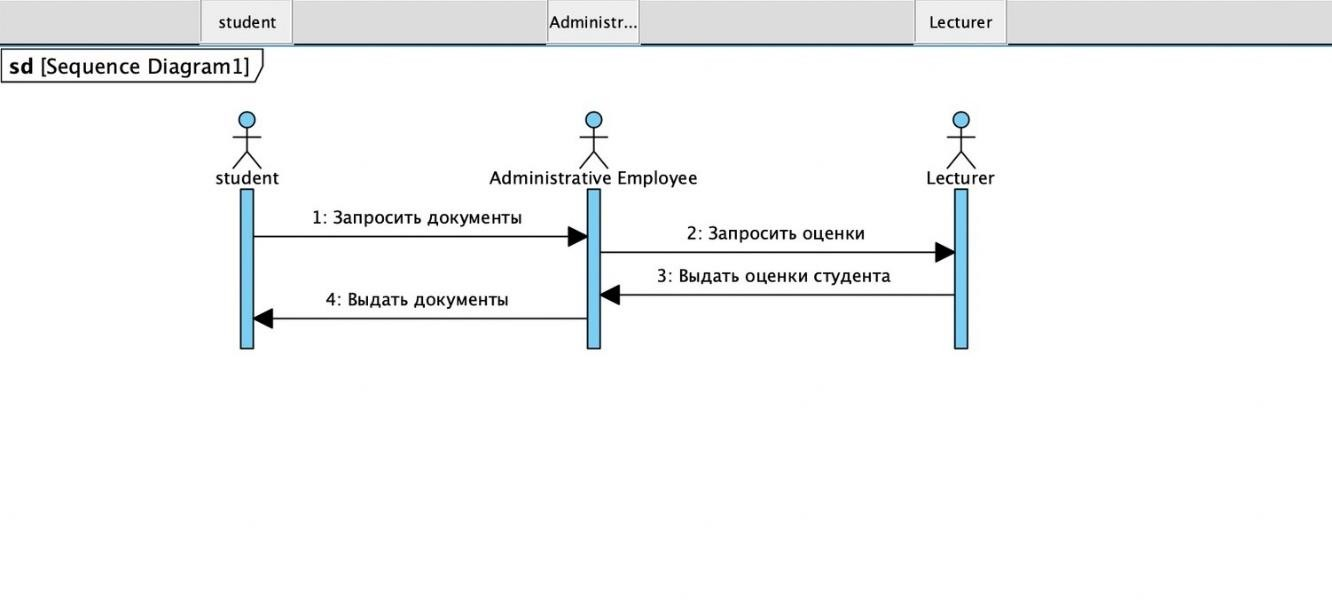 student
Administr...
Lecturer
sd [Sequence Diagram1]
student
Administrative Employee
Lecturer
1: Запросить документы
2: Запросить оценки
3: Выдать оценки студента
4: Выдать документы